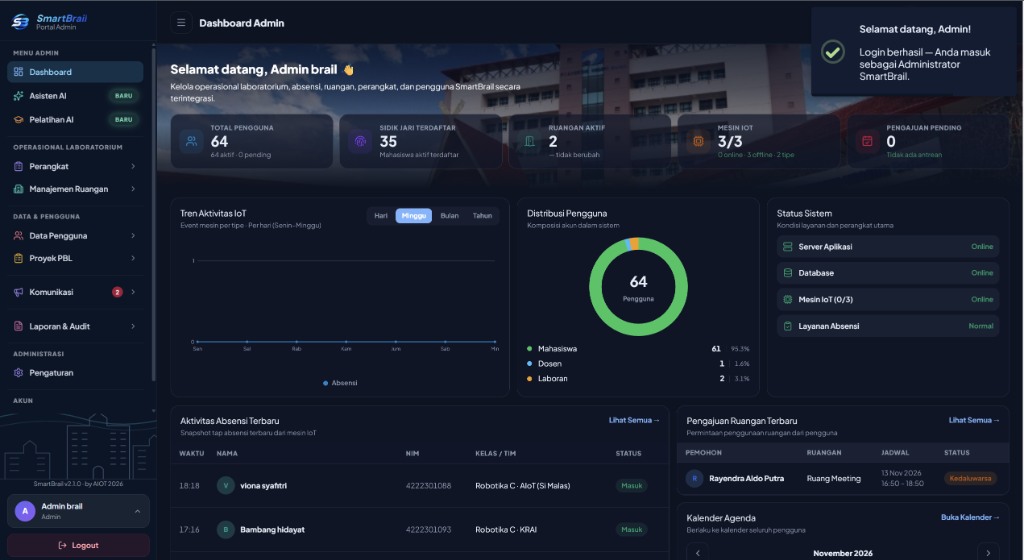 SmartBrail
Portal Admin
Dashboard Admin
Selamat datang, Admin!
Login berhasil — Anda masuk
sebagai Administrator
SmartBrail.
MENU ADMIN
Dashboard
Asisten AI
BARU
Pelatihan AI
BARU
OPERASIONAL LABORATORIUM
Perangkat
Manajemen Ruangan
DATA & PENGGUNA
Data Pengguna
Proyek PBL
Komunikasi
2
Laporan & Audit
ADMINISTRASI
Pengaturan
AKUN
SmartBrail v2.1.0 · by AIOT 2026
A
Admin brail
Admin
Logout
Selamat datang, Admin brail 👋
Kelola operasional laboratorium, absensi, ruangan, perangkat, dan pengguna SmartBrail secara
terintegrasi.
TOTAL PENGGUNA
64
64 aktif · 0 pending
SIDIK JARI TERDAFTAR
35
Mahasiswa aktif terdaftar
RUANGAN AKTIF
2
— tidak berubah
MESIN IOT
3/3
0 online · 3 offline · 2 tipe
PENGAJUAN PENDING
0
Tidak ada antrean
Tren Aktivitas IoT
Event mesin per tipe · Per hari (Senin–Minggu)
Hari
Minggu
Bulan
Tahun
1
0
Sen
Sel
Rab
Kam
Jum
Sab
Min
Absensi
Distribusi Pengguna
Komposisi akun dalam sistem
64
Pengguna
Mahasiswa 61 95.3%
Dosen 1 1.6%
Laboran 2 3.1%
Status Sistem
Kondisi layanan dan perangkat utama
Server Aplikasi Online
Database Online
Mesin IoT (0/3) Online
Layanan Absensi Normal
Aktivitas Absensi Terbaru
Lihat Semua →
Snapshot tap absensi terbaru dari mesin IoT
WAKTU NAMA NIM KELAS / TIM STATUS
18:18 V viona syafitri 4222301088 Robotika C · AIoT (Si Malas) Masuk
17:16 B Bambang hidayat 4222301093 Robotika C · KRAI Masuk
Pengajuan Ruangan Terbaru
Lihat Semua →
Permintaan penggunaan ruangan dari pengguna
PEMOHON RUANGAN JADWAL STATUS
R Rayendra Aldo Putra Ruang Meeting 13 Nov 2026
16:50 – 18:50 Kadaluwarsa
Kalender Agenda
Buka Kalender →
Berlaku ke kalender seluruh pengguna
November 2026